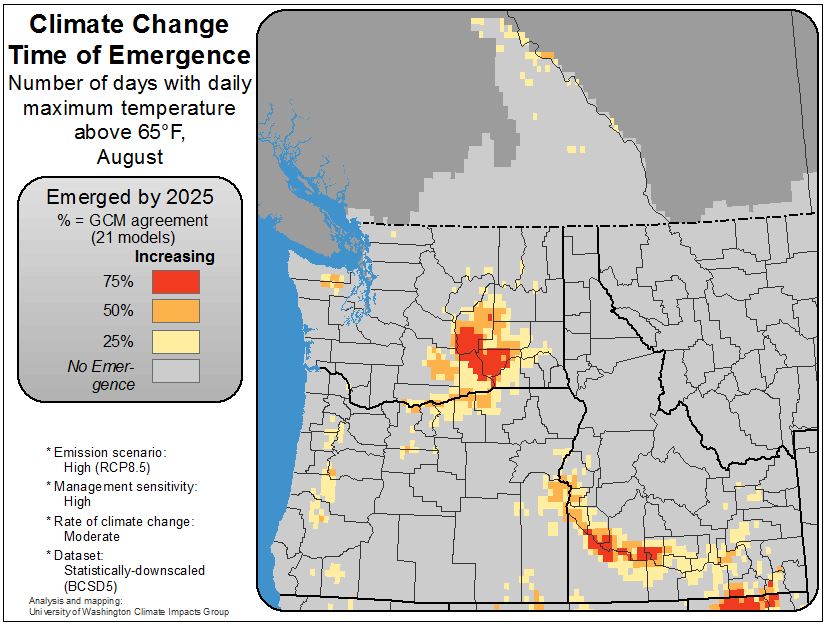 Climate Change
Time of Emergence
Number of days with daily
maximum temperature
above 65°F,
August
Emerged by 2025
% = GCM agreement
(21 models)
Increasing
75%
50%
25%
No Emer-
gence
* Emission scenario:
High (RCP8.5)
* Management sensitivity:
High
* Rate of climate change:
Moderate
* Dataset:
Statistically-downscaled
(BCSD5)
Analysis and mapping:
University of Washington Climate Impacts Group